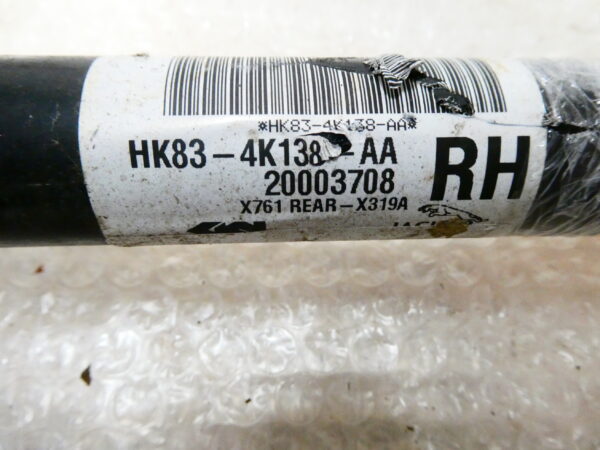 *HK83-4K138-AA*
HK83-4K138-AA
20003708
RH
X761 REAR-X319A